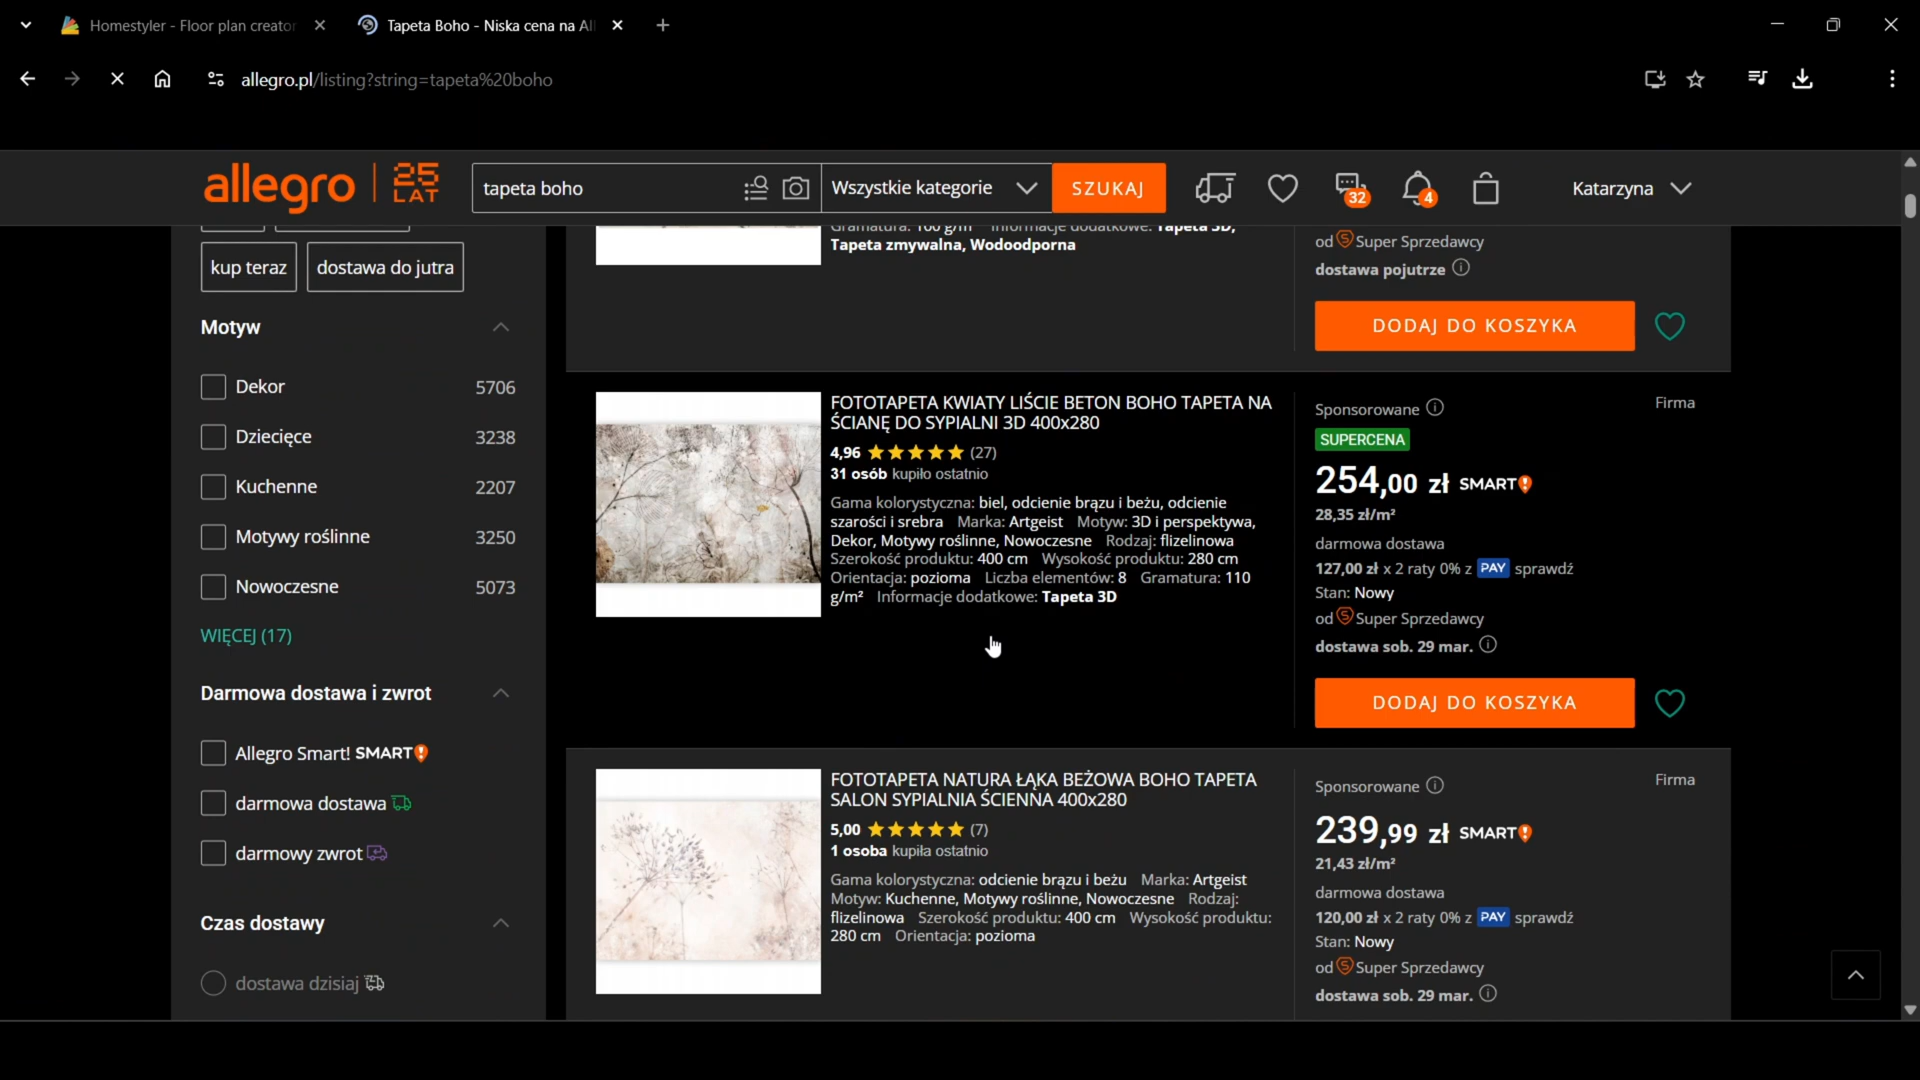 Homestyler - Floor plan creato
Tapeta Boho - Niska cena na Al
allegro.pl/listing?string=tapeta%20boho
allegro 25 LAT
tapeta boho
Wszystkie kategorie
SZUKAJ
32
4
Katarzyna
kup teraz
dostawa do jutra
Motyw
Dekor 5706
Dziecięce 3238
Kuchenne 2207
Motywy roślinne 3250
Nowoczesne 5073
WIĘCEJ (17)
Darmowa dostawa i zwrot
Allegro Smart! SMART!
darmowa dostawa
darmowy zwrot
Czas dostawy
dostawa dzisiaj
Gramatura: 100 g/m² Informacje dodatkowe: Tapeta 3D,
Tapeta zmywalna, Wodoodporna
od Super Sprzedawcy
dostawa pojutrze
DODAJ DO KOSZYKA
FOTOTAPETA KWIATY LIŚCIE BETON BOHO TAPETA NA
ŚCIANĘ DO SYPIALNI 3D 400x280
4,96 (27)
31 osób kupiło ostatnio
Gama kolorystyczna: biel, odcienie brązu i beżu, odcienie
szarości i srebra Marka: Artgeist Motyw: 3D i perspektywa,
Dekor, Motywy roślinne, Nowoczesne Rodzaj: flizelinowa
Szerokość produktu: 400 cm Wysokość produktu: 280 cm
Orientacja: pozioma Liczba elementów: 8 Gramatura: 110
g/m² Informacje dodatkowe: Tapeta 3D
Sponsorowane
Firma
SUPERCENA
254,00 zł SMART!
28,35 zł/m²
darmowa dostawa
127,00 zł x 2 raty 0% z PAY sprawdź
Stan: Nowy
od Super Sprzedawcy
dostawa sob. 29 mar.
DODAJ DO KOSZYKA
FOTOTAPETA NATURA ŁĄKA BEŻOWA BOHO TAPETA
SALON SYPIALNIA ŚCIENNA 400x280
5,00 (7)
1 osoba kupiła ostatnio
Gama kolorystyczna: odcienie brązu i beżu Marka: Artgeist
Motyw: Kuchenne, Motywy roślinne, Nowoczesne Rodzaj:
flizelinowa Szerokość produktu: 400 cm Wysokość produktu:
280 cm Orientacja: pozioma
Sponsorowane
Firma
239,99 zł SMART!
21,43 zł/m²
darmowa dostawa
120,00 zł x 2 raty 0% z PAY sprawdź
Stan: Nowy
od Super Sprzedawcy
dostawa sob. 29 mar.